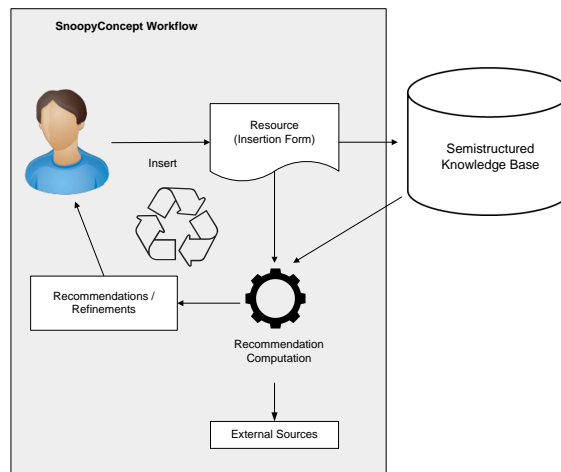 SnoopyConcept Workflow
Resource
(Insertion Form)
Semistructured
Knowledge Base
Insert
Recommendations /
Refinements
Recommendation
Computation
External Sources